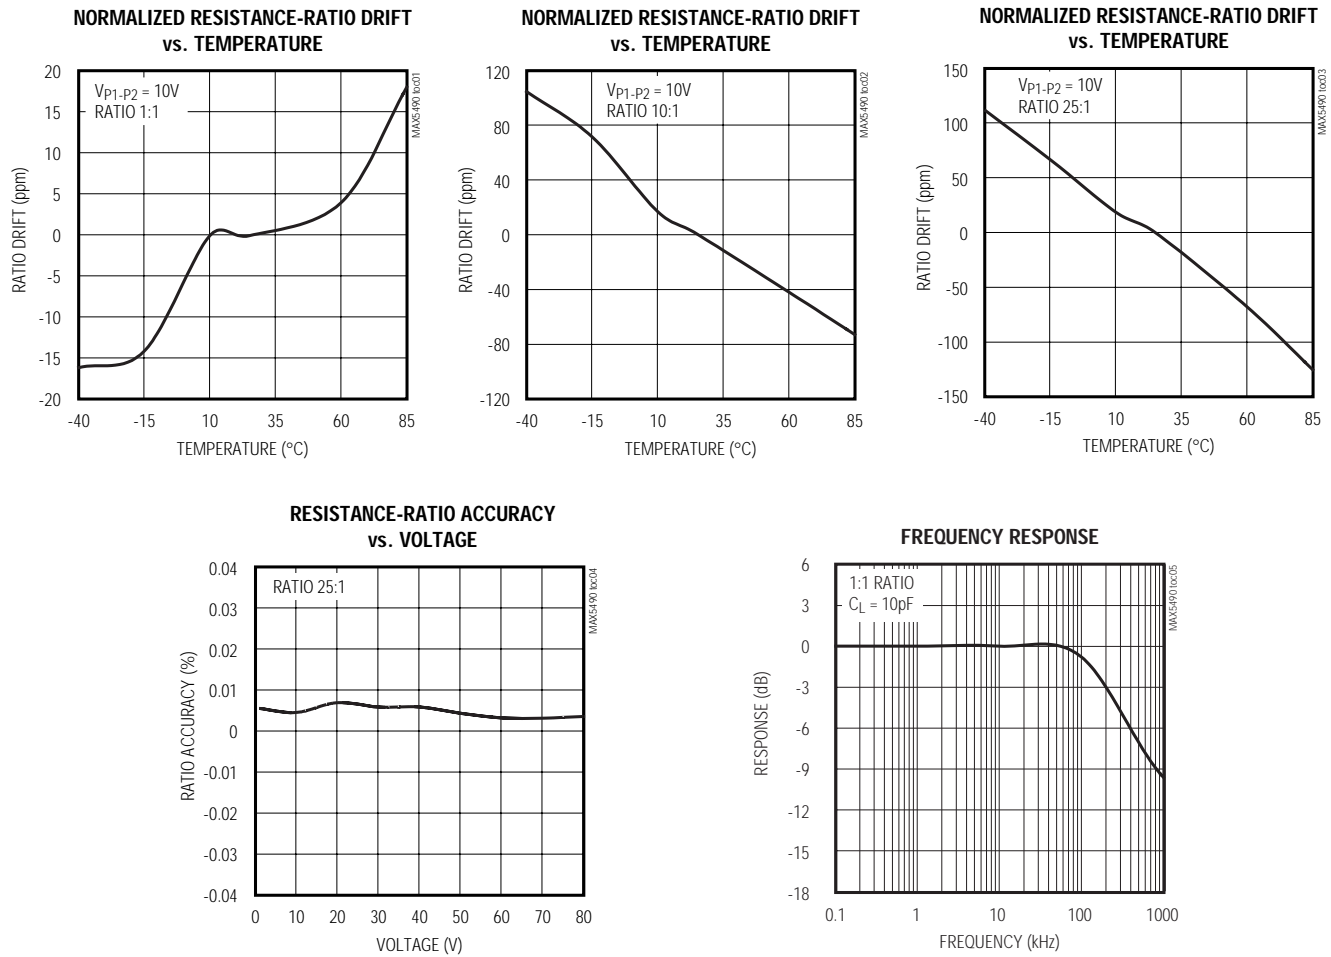 NORMALIZED RESISTANCE-RATIO DRIFT
vs. TEMPERATURE
20
15
10
5
0
-5
-10
-15
-20
RATIO DRIFT (ppm)
VP1-P2 = 10V
RATIO 1:1
MAX5490 toc01
-40 -15 10 35 60 85
TEMPERATURE (°C)
NORMALIZED RESISTANCE-RATIO DRIFT
vs. TEMPERATURE
120
80
40
0
-40
-80
-120
RATIO DRIFT (ppm)
VP1-P2 = 10V
RATIO 10:1
MAX5490 toc02
-40 -15 10 35 60 85
TEMPERATURE (°C)
NORMALIZED RESISTANCE-RATIO DRIFT
vs. TEMPERATURE
150
100
50
0
-50
-100
-150
RATIO DRIFT (ppm)
VP1-P2 = 10V
RATIO 25:1
MAX5490 toc03
-40 -15 10 35 60 85
TEMPERATURE (°C)
RESISTANCE-RATIO ACCURACY
vs. VOLTAGE
0.04
0.03
0.02
0.01
0
-0.01
-0.02
-0.03
-0.04
RATIO ACCURACY (%)
RATIO 25:1
MAX5490 toc04
0 10 20 30 40 50 60 70 80
VOLTAGE (V)
FREQUENCY RESPONSE
6
3
0
-3
-6
-9
-12
-15
-18
RESPONSE (dB)
1:1 RATIO
CL = 10pF
MAX5490 toc05
0.1 1 10 100 1000
FREQUENCY (kHz)